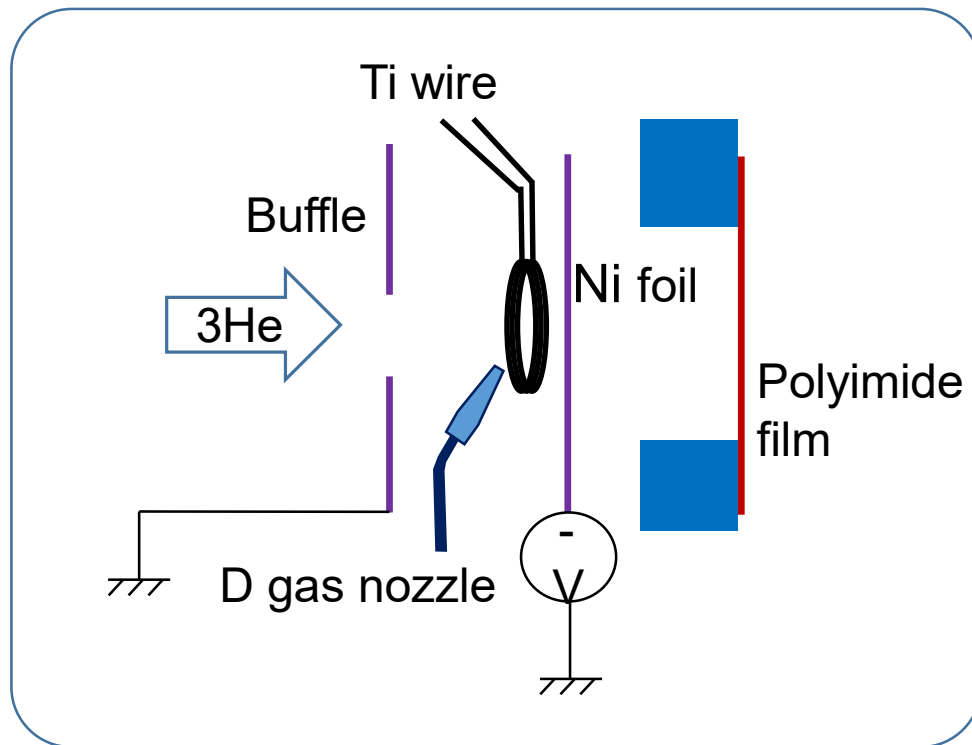 Ti wire
Buffle
Ni foil
3He
Polyimide
film
-
V
D gas nozzle